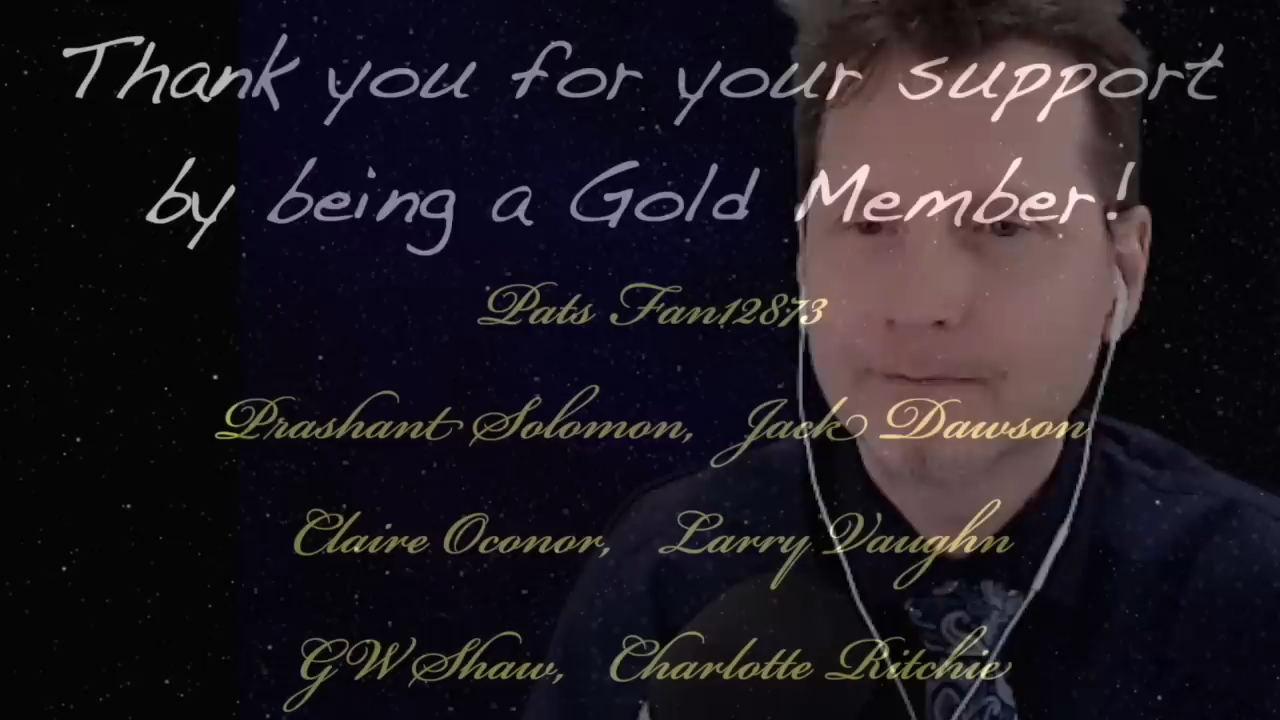 Thank you for your support
by being a Gold Member!
Pats Fan12873
Prashant Solomon, Jack Dawson
Claire Oconor, Larry Vaughn
GW Shaw, Charlotte Ritchie